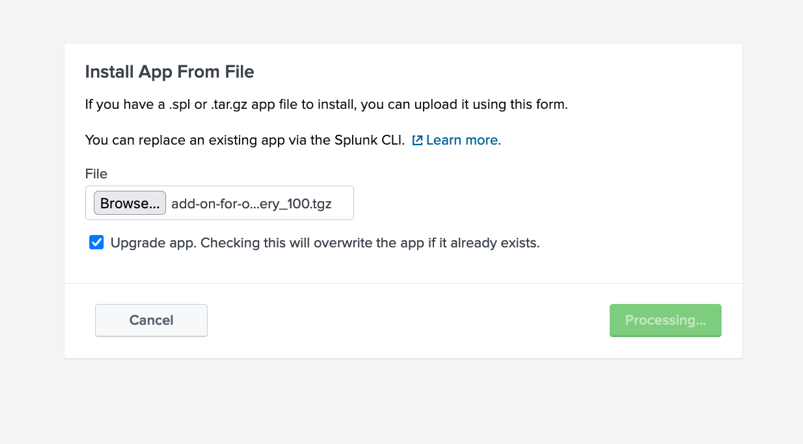 Install App From File
If you have a .spl or .tar.gz app file to install, you can upload it using this form.
You can replace an existing app via the Splunk CLI. Learn more.
File
Browse... add-on-for-o...ery_100.tgz
Upgrade app. Checking this will overwrite the app if it already exists.
Cancel Processing...